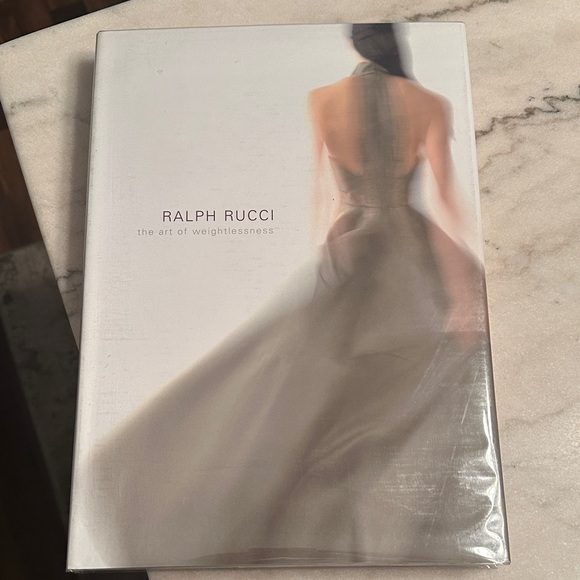 RALPH RUCCI
the art of weightlessness